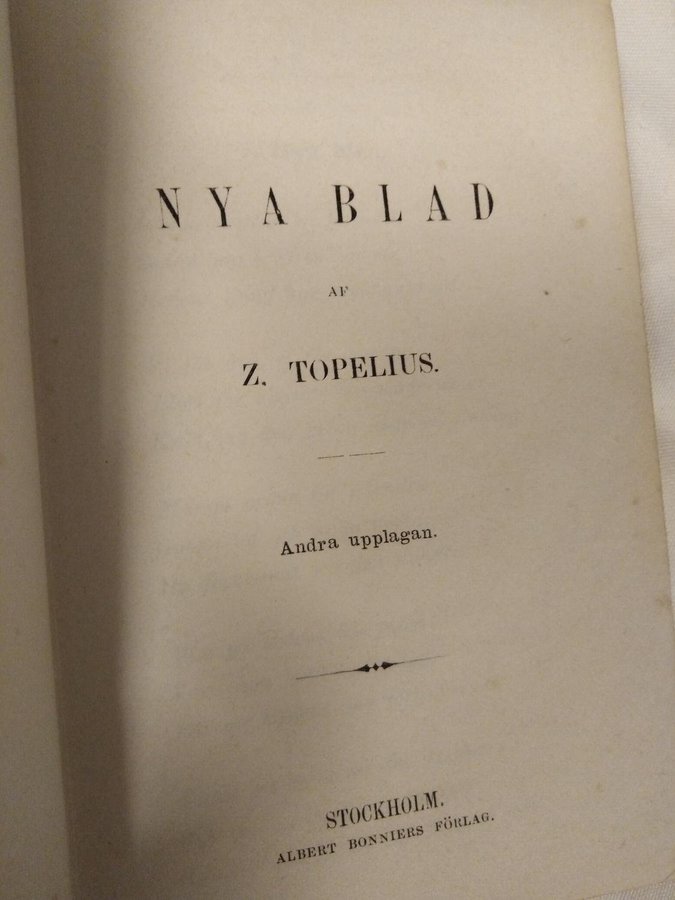 NYA BLAD
AF
Z. TOPELIUS.
Andra upplagan.
STOCKHOLM.
ALBERT BONNIERS FÖRLAG.